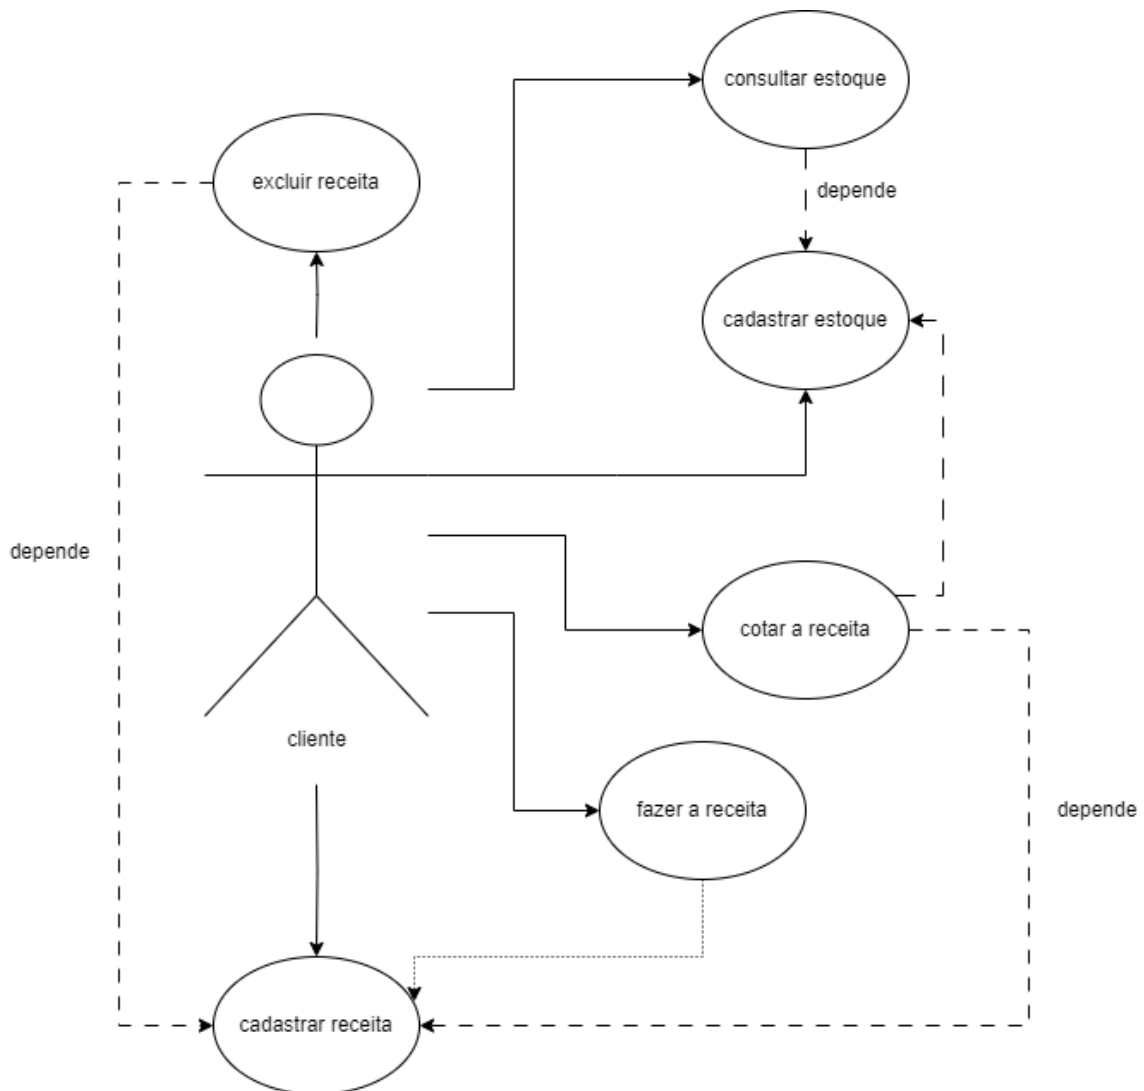 consultar estoque
excluir receita
depende
cadastrar estoque
depende
cotar a receita
cliente
fazer a receita
depende
cadastrar receita